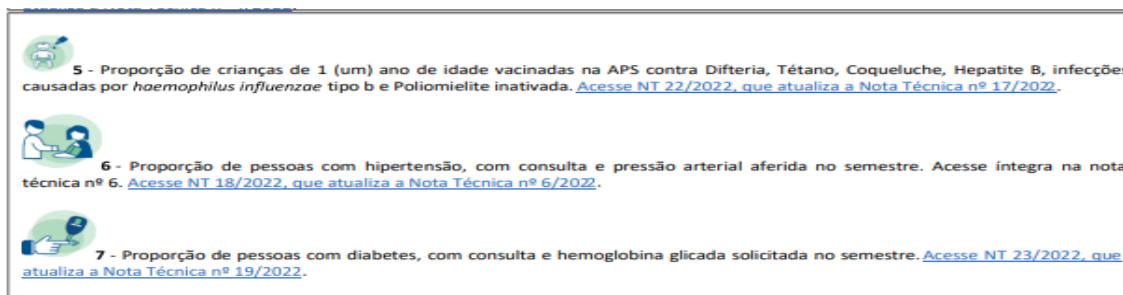 5 - Proporção de crianças de 1 (um) ano de idade vacinadas na APS contra Difteria, Tétano, Coqueluche, Hepatite B, infecções
causadas por haemophilus influenzae tipo b e Poliomielite inativada. Acesse NT 22/2022, que atualiza a Nota Técnica nº 17/2022.
6 - Proporção de pessoas com hipertensão, com consulta e pressão arterial aferida no semestre. Acesse íntegra na nota
técnica nº 6. Acesse NT 18/2022, que atualiza a Nota Técnica nº 6/2022.
7 - Proporção de pessoas com diabetes, com consulta e hemoglobina glicada solicitada no semestre. Acesse NT 23/2022, que
atualiza a Nota Técnica nº 19/2022.